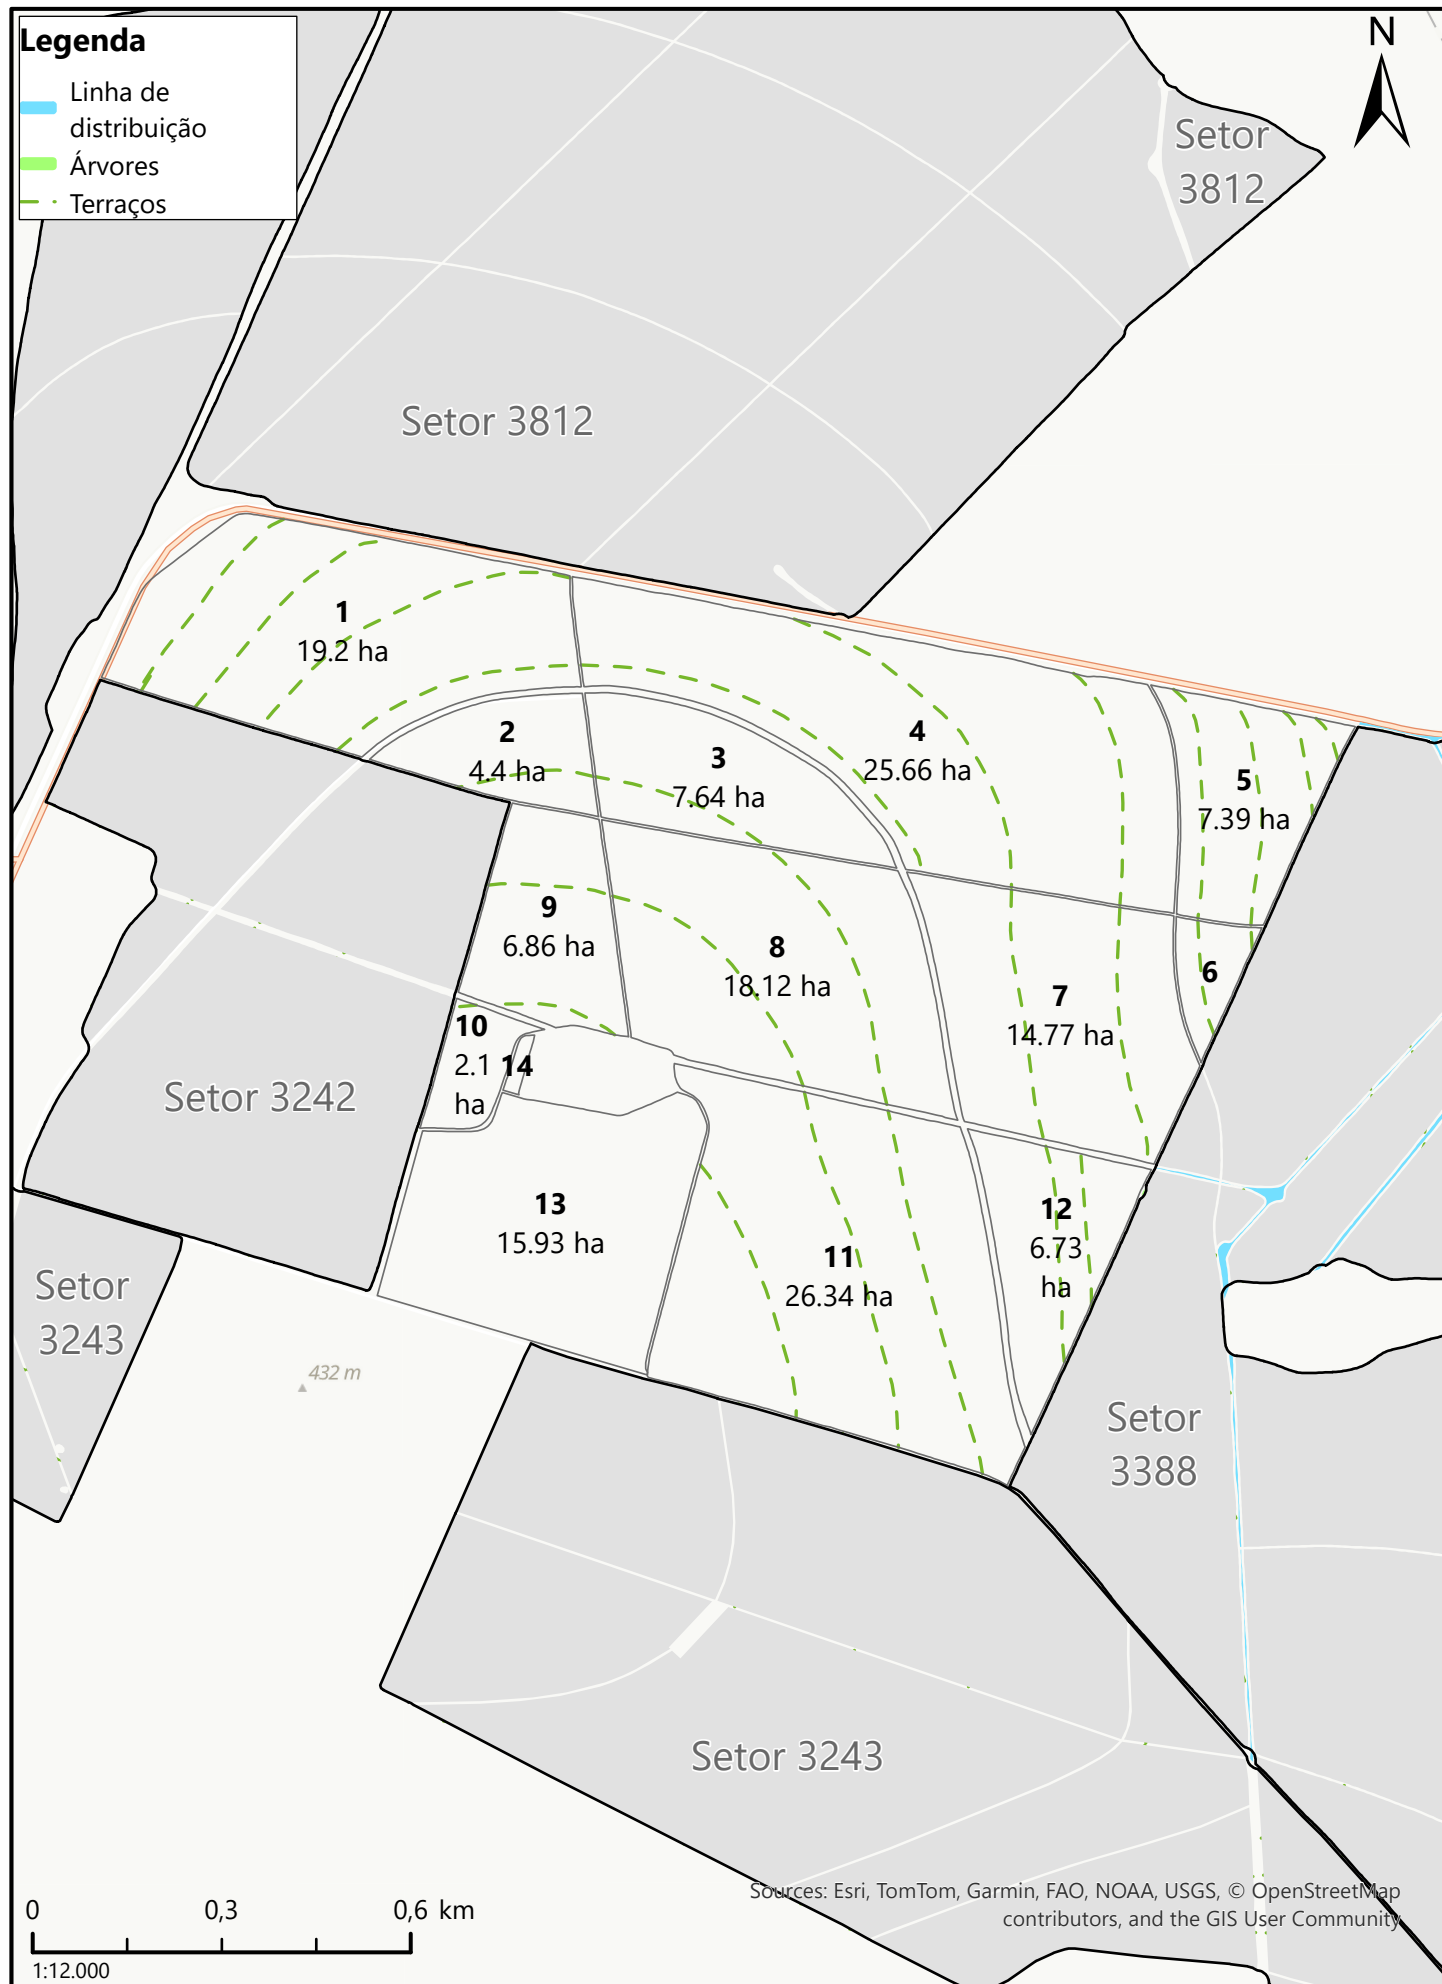 Legenda
Linha de
distribuição
Árvores
Terraços
N
Setor
3812
Setor 3812
1
19.2 ha
2
4.4 ha
3
7.64 ha
4
25.66 ha
5
7.39 ha
9
6.86 ha
8
18.12 ha
6
7
14.77 ha
10
2.1
ha
14
Setor 3242
13
15.93 ha
12
6.73
ha
11
26.34 ha
Setor
3243
432 m
Setor
3388
Setor 3243
Sources: Esri, TomTom, Garmin, FAO, NOAA, USGS, © OpenStreetMap
contributors, and the GIS User Community
0 0,3 0,6 km
1:12.000